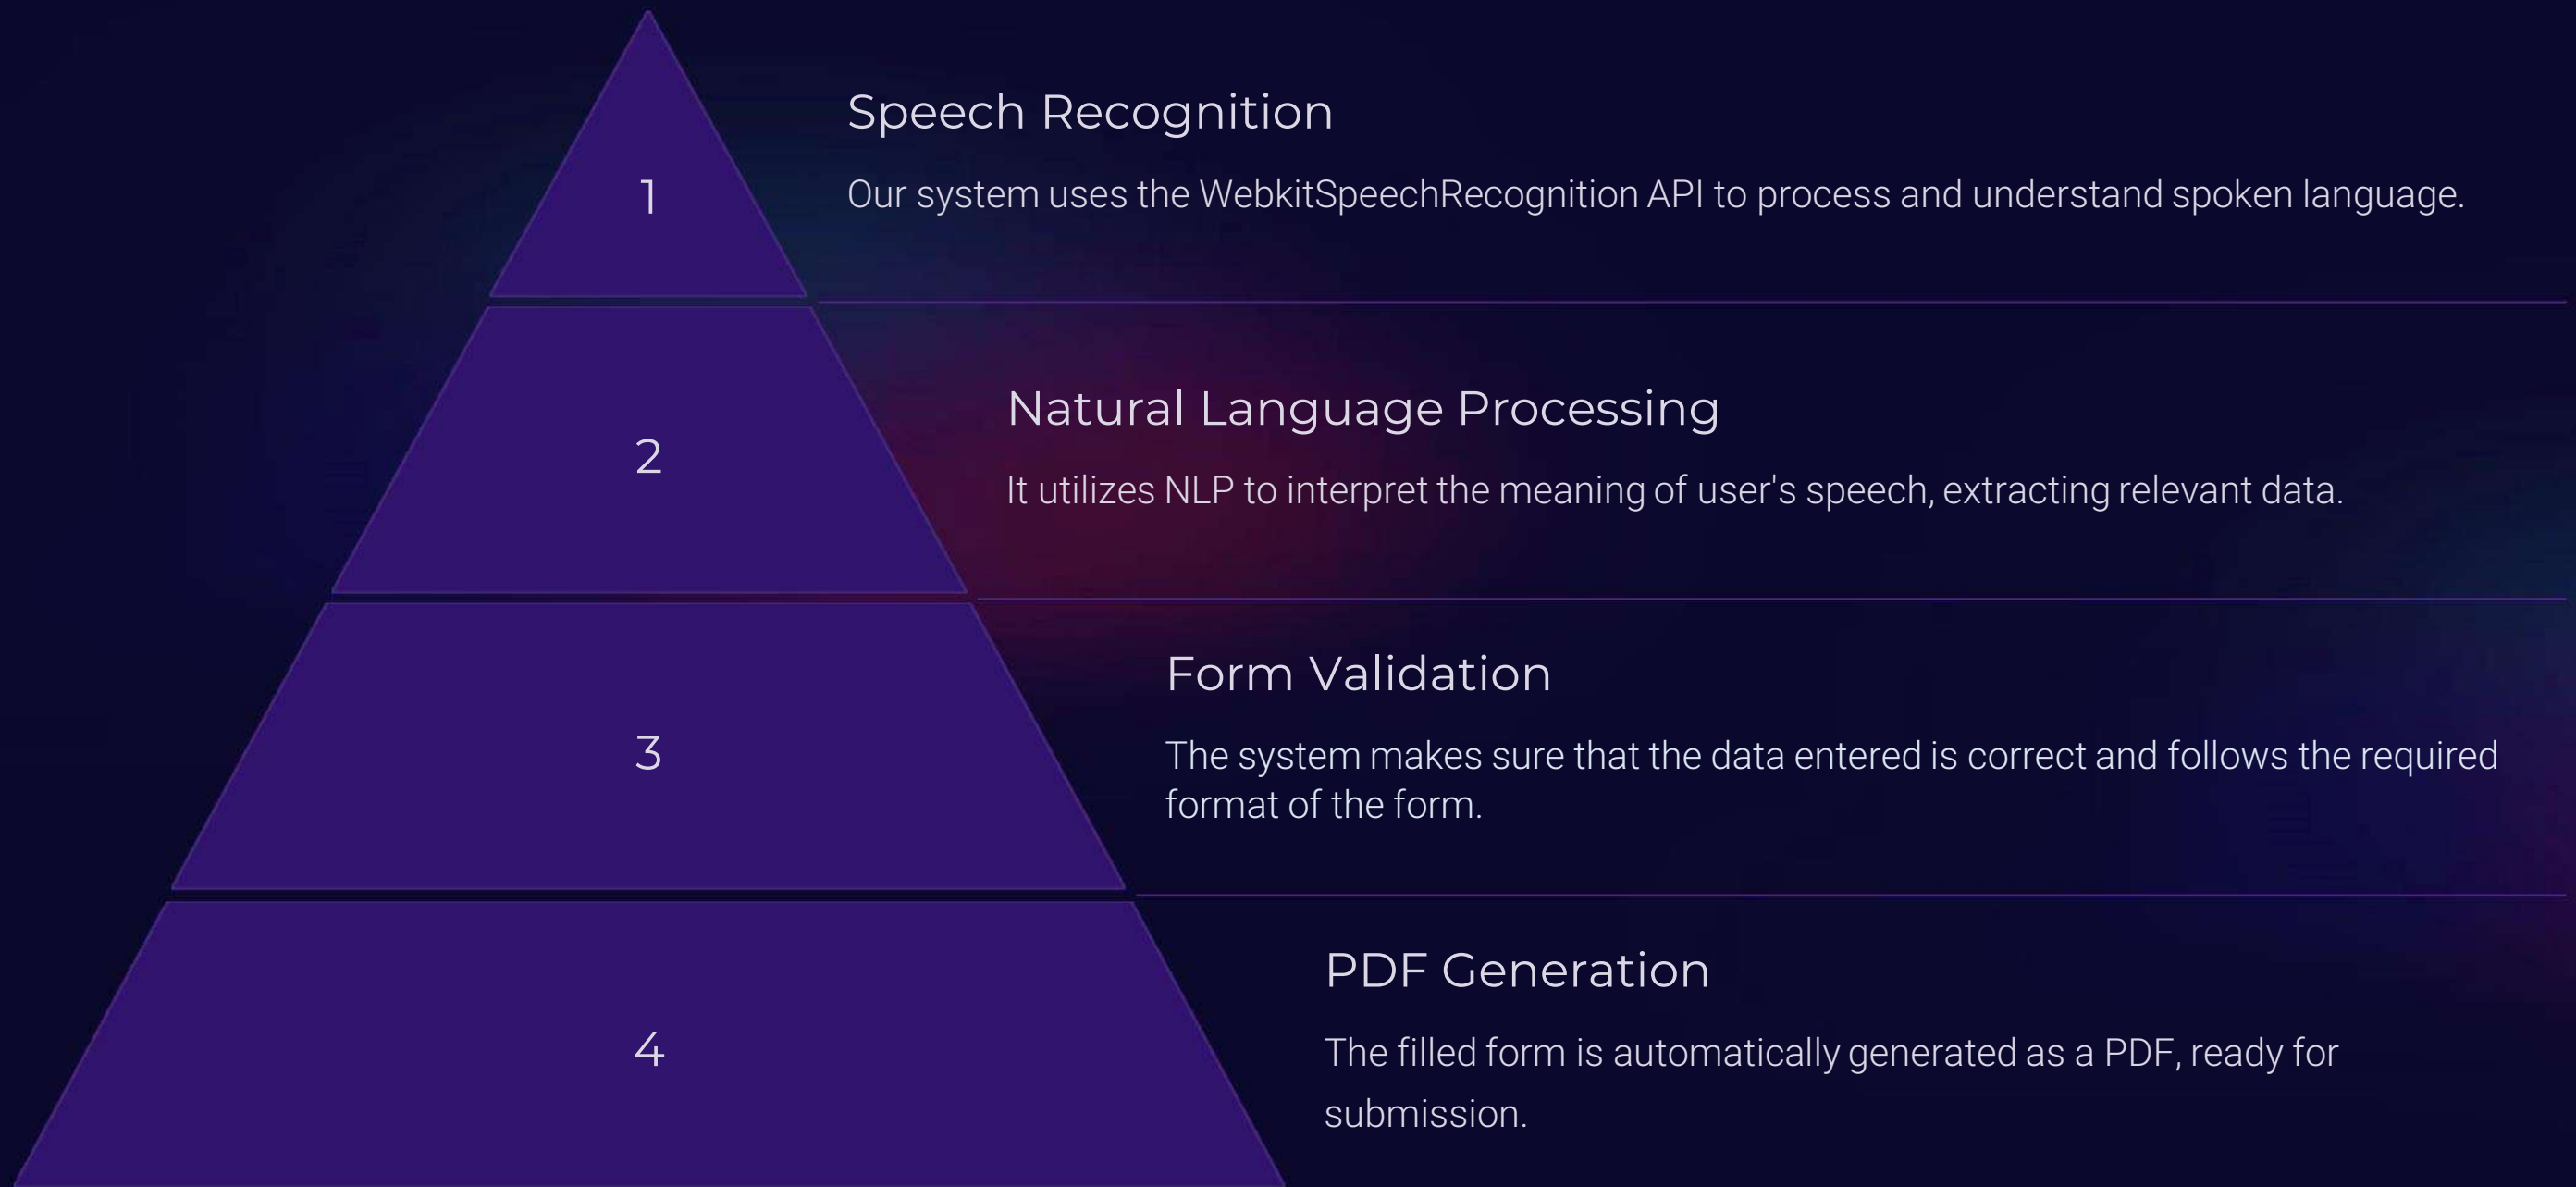 1
Speech Recognition
Our system uses the WebkitSpeechRecognition API to process and understand spoken language.
2
Natural Language Processing
It utilizes NLP to interpret the meaning of user's speech, extracting relevant data.
3
Form Validation
The system makes sure that the data entered is correct and follows the required
format of the form.
4
PDF Generation
The filled form is automatically generated as a PDF, ready for
submission.